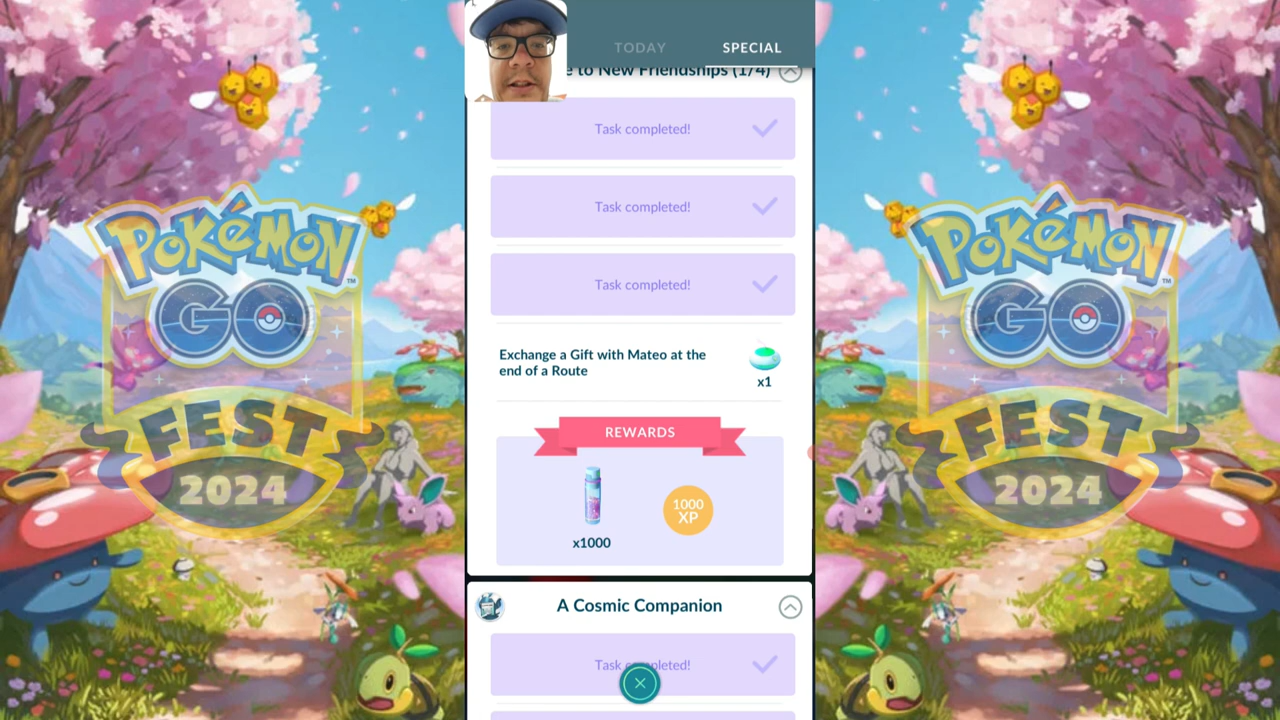 TODAY
SPECIAL
e to New Friendships (1/4)
Task completed!
Task completed!
Task completed!
Exchange a Gift with Mateo at the
end of a Route
x1
REWARDS
1000
XP
x1000
A Cosmic Companion
Task completed!
POKéMON
TM
GO
FEST
2024
POKéMON
TM
GO
FEST
2024